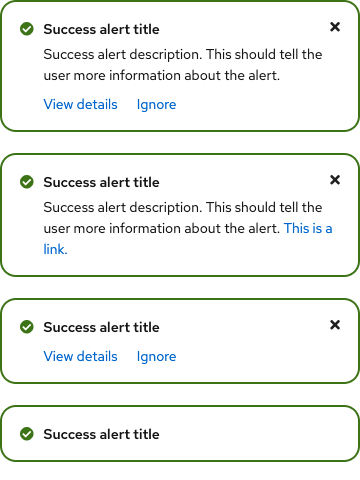 Success alert title
Success alert description. This should tell the
user more information about the alert.
View details Ignore
Success alert title
Success alert description. This should tell the
user more information about the alert. This is a
link.
Success alert title
View details Ignore
Success alert title